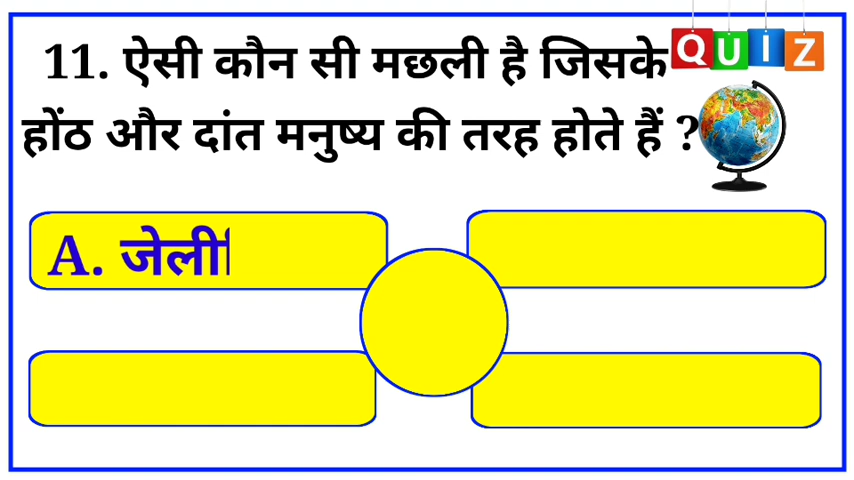 11. ऐसी कौन सी मछली है जिसके
QUIZ
होंठ और दांत मनुष्य की तरह होते हैं ?
A. जेली